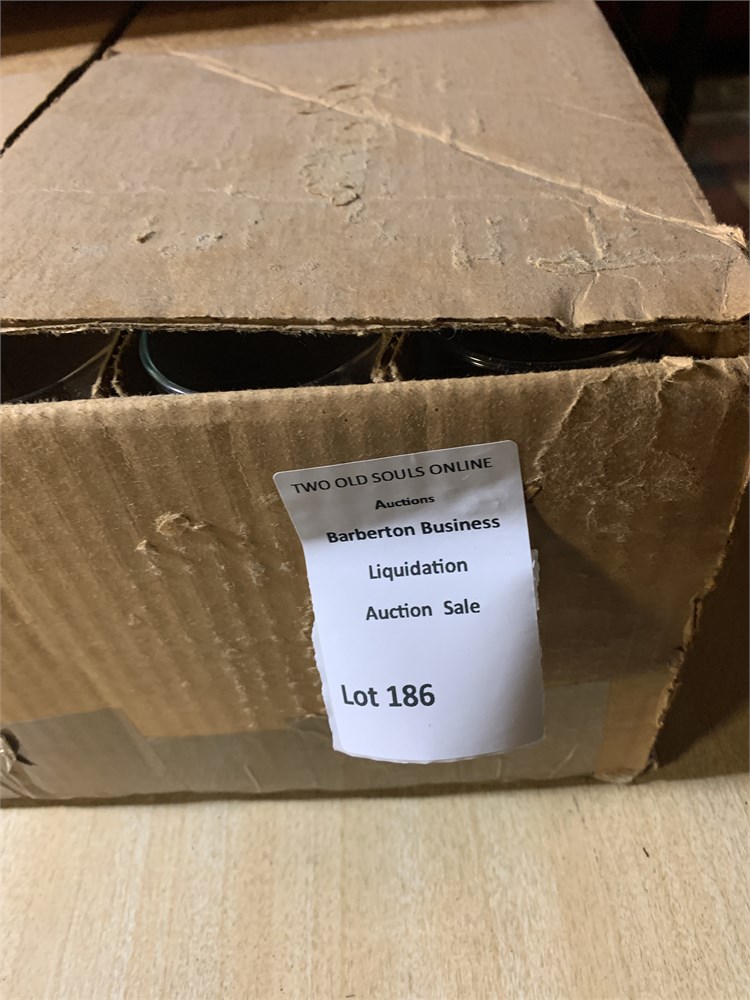 TWO OLD SOULS ONLINE
Auctions
Barberton Business
Liquidation
Auction Sale
Lot 186